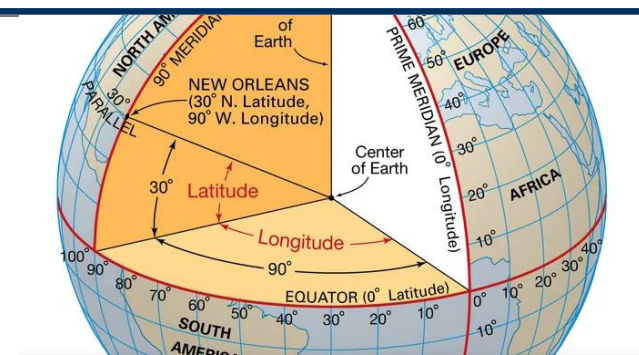 of
Earth
NORTH AM
90° MERIDIAN
30°
PARALLEL
NEW ORLEANS
(30° N. Latitude,
90° W. Longitude)
PRIME MERIDIAN (0° Longitude)
60°
50°
40°
30°
20°
10°
EUROPE
AFRICA
Center
of Earth
30°
Latitude
Longitude
90°
EQUATOR (0° Latitude)
100°
90°
80°
70°
60°
50°
40°
30°
20°
10°
0°
10°
20°
30°
40°
10°
SOUTH
AMERICA